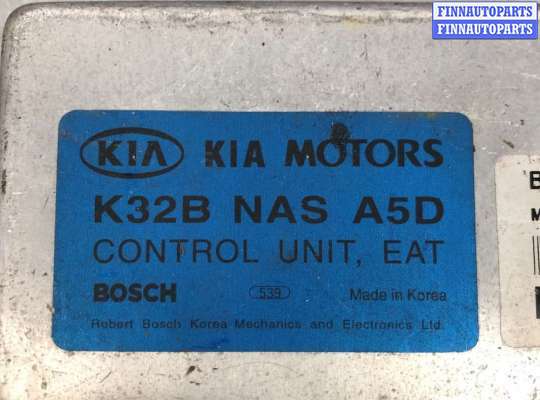 FINNAUTOPARTS
FINNAUTOPARTS
KIA KIA MOTORS
K32B NAS A5D
CONTROL UNIT, EAT
BOSCH 539 Made in Korea
Robert Bosch Korea Mechanics and Electronics Ltd.
B
M